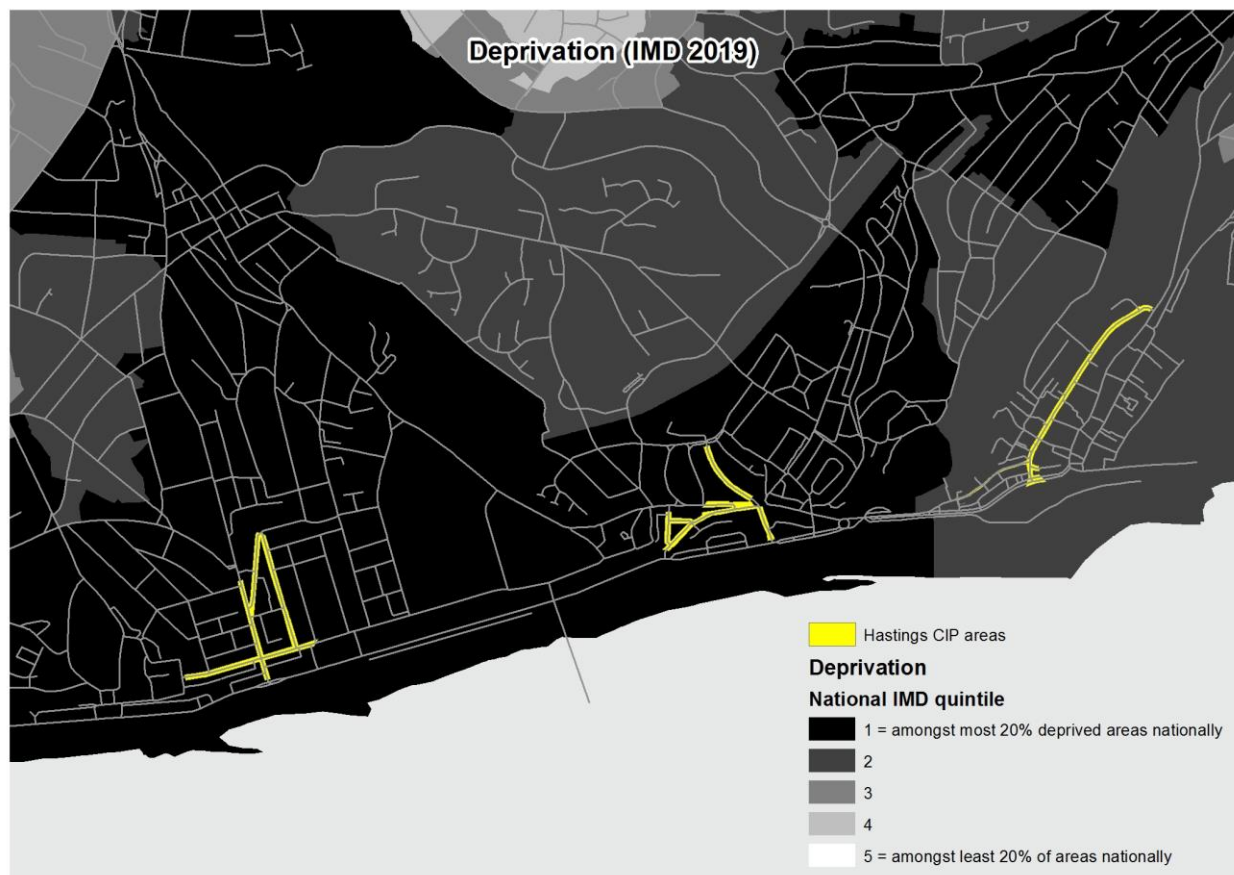 Deprivation (IMD 2019)
Hastings CIP areas
Deprivation
National IMD quintile
1 = amongst most 20% deprived areas nationally
2
3
4
5 = amongst least 20% of areas nationally